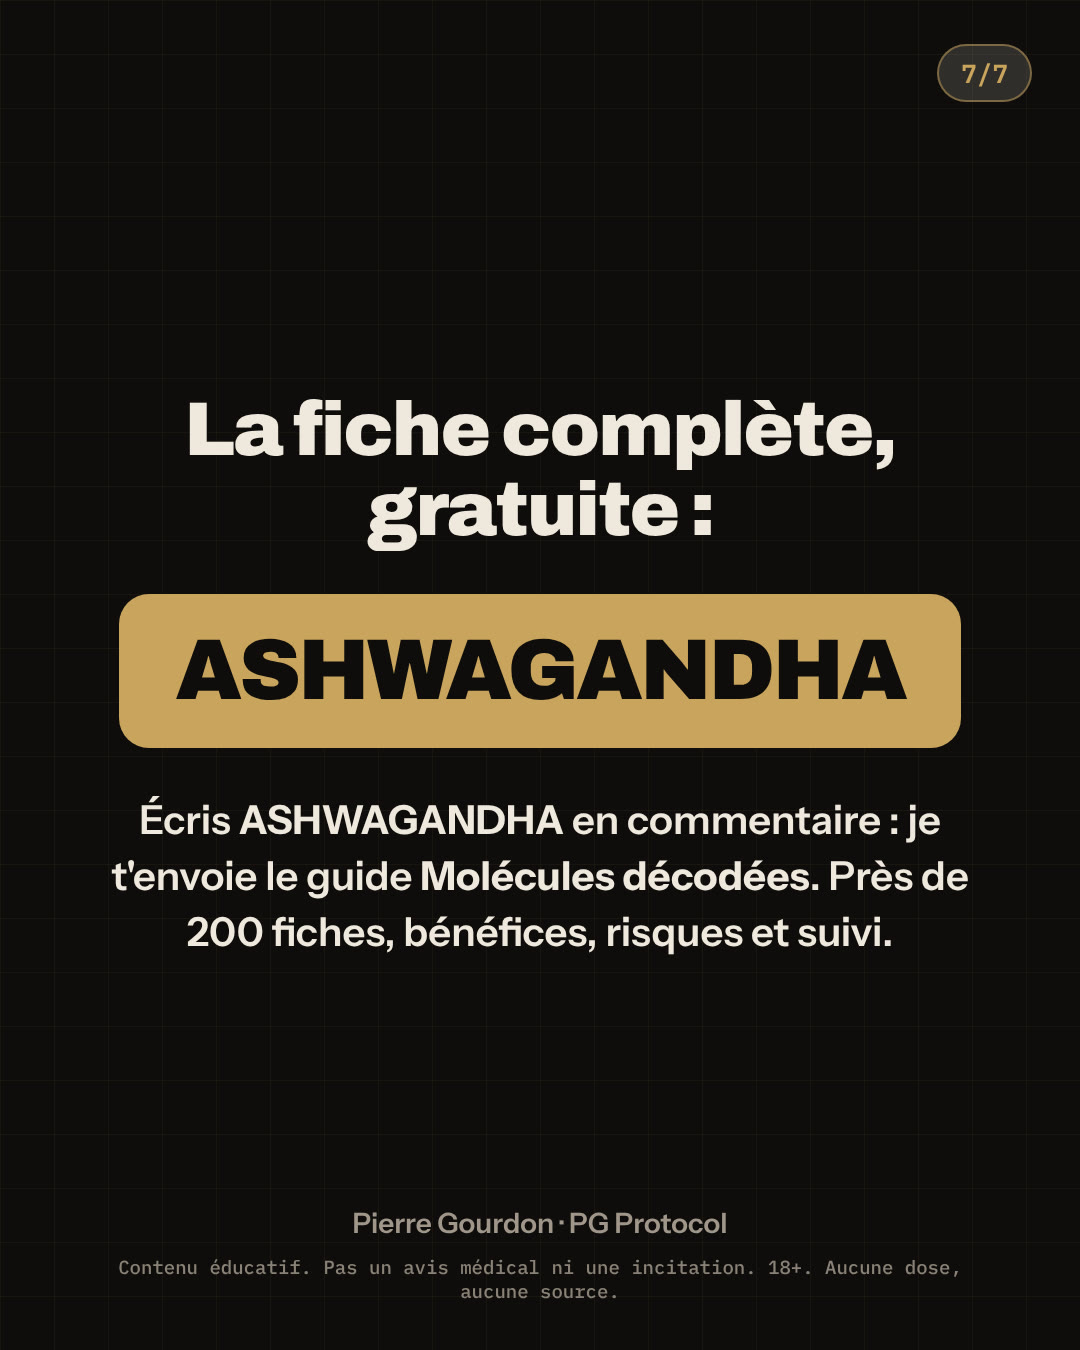 7/7
La fiche complète,
gratuite :
ASHWAGANDHA
Écris ASHWAGANDHA en commentaire : je
t'envoie le guide Molécules décodées. Près de
200 fiches, bénéfices, risques et suivi.
Pierre Gourdon · PG Protocol
Contenu éducatif. Pas un avis médical ni une incitation. 18+. Aucune dose,
aucune source.